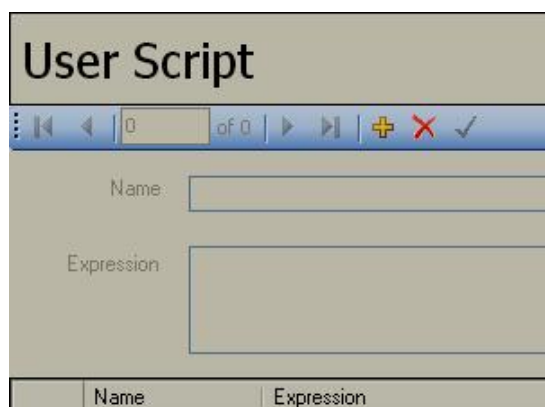 User Script
0 of 0
Name
Expression
Name Expression